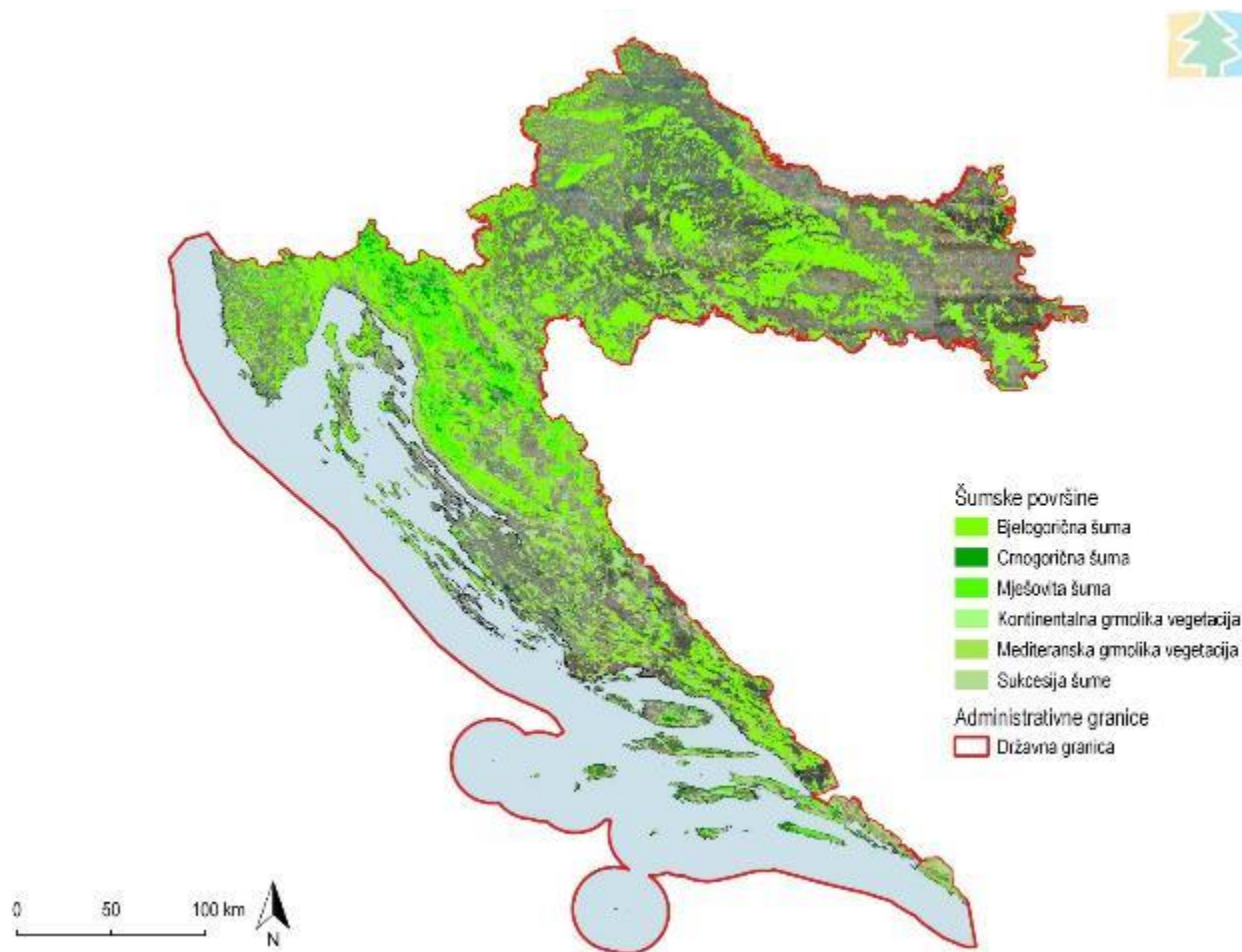 Šumske površine
Bjelogorična šuma
Crnogorična šuma
Mješovita šuma
Kontinentalna grmolika vegetacija
Mediteranska grmolika vegetacija
Sukcesija šume
Administrativne granice
Državna granica
0 50 100 km
N